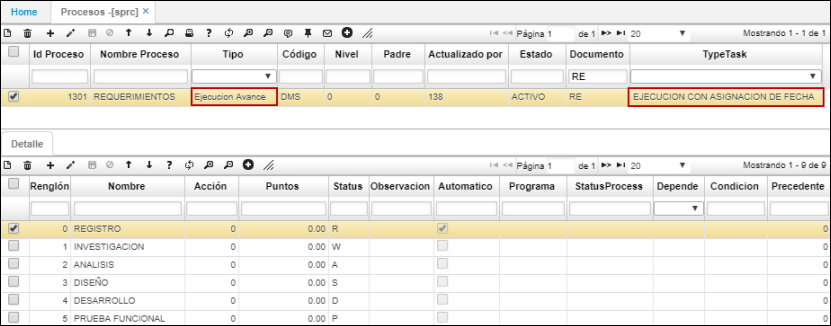 Home Procesos -[sprc] ×
Página 1 de 1 20 Mostrando 1 - 1 de 1
Id Proceso Nombre Proceso Tipo Código Nivel Padre Actualizado por Estado Documento TypeTask
RE
1301 REQUERIMIENTOS Ejecucion Avance DMS 0 0 138 ACTIVO RE EJECUCION CON ASIGNACION DE FECHA
Detalle
Página 1 de 1 20 Mostrando 1 - 9 de 9
Renglón Nombre Acción Puntos Status Observacion Automatico Programa StatusProcess Depende Condicion Precedente
0 REGISTRO 0 0.00 R 0
1 INVESTIGACION 0 0.00 W 0
2 ANALISIS 0 0.00 A 0
3 DISEÑO 0 0.00 S 0
4 DESARROLLO 0 0.00 D 0
5 PRUEBA FUNCIONAL 0 0.00 P 0